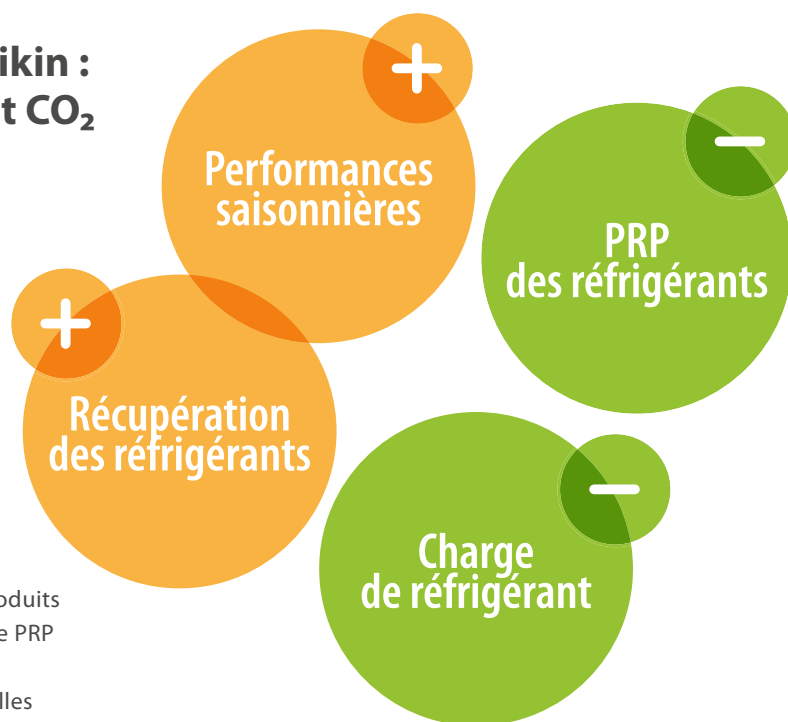 ikin :
t CO₂
+
Performances
saisonnières
−
PRP
des réfrigérants
+
Récupération
des réfrigérants
−
Charge
de réfrigérant
oduits
e PRP
lles